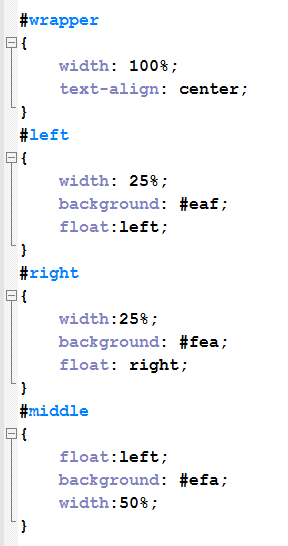 #wrapper
{
width: 100%;
text-align: center;
}
#left
{
width: 25%;
background: #eaf;
float:left;
}
#right
{
width:25%;
background: #fea;
float: right;
}
#middle
{
float:left;
background: #efa;
width:50%;
}